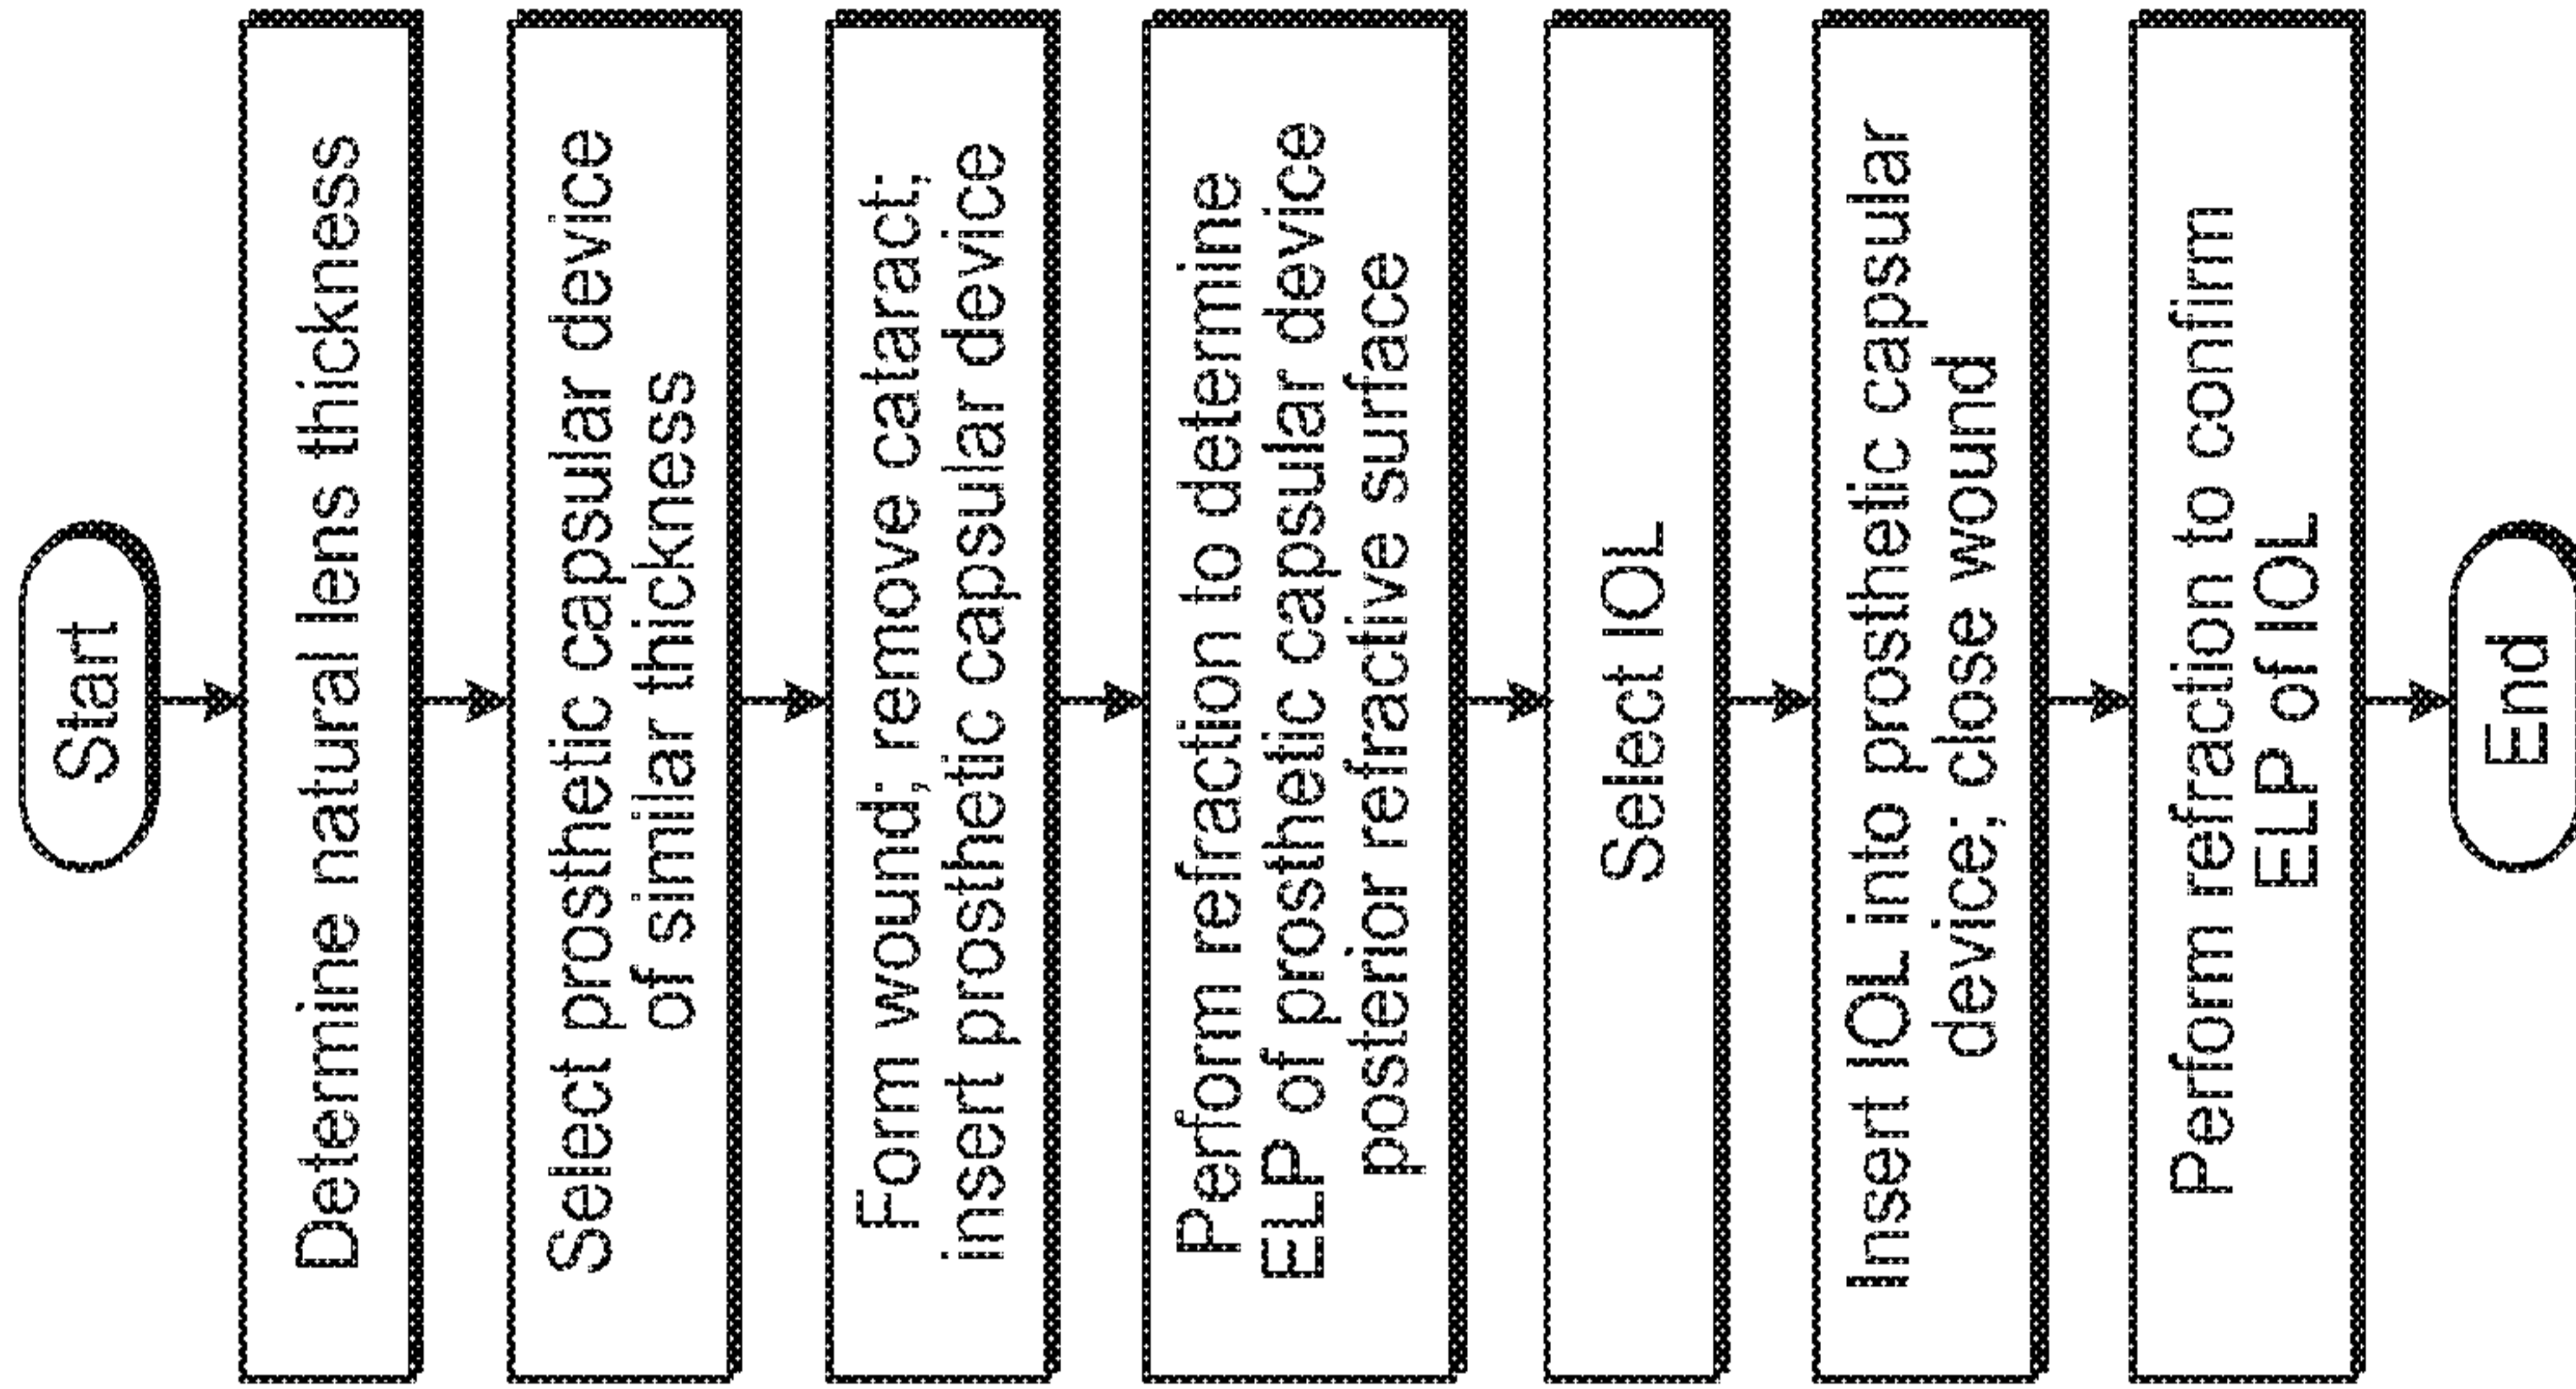 Start
Determine natural lens thickness
Select prosthetic capsular device
of similar thickness
Form wound; remove cataract;
insert prosthetic capsular device
Perform refraction to determine
ELP of prosthetic capsular device
posterior refractive surface
Select IOL
Insert IOL into prosthetic capsular
device; close wound
Perform refraction to confirm
ELP of IOL
End